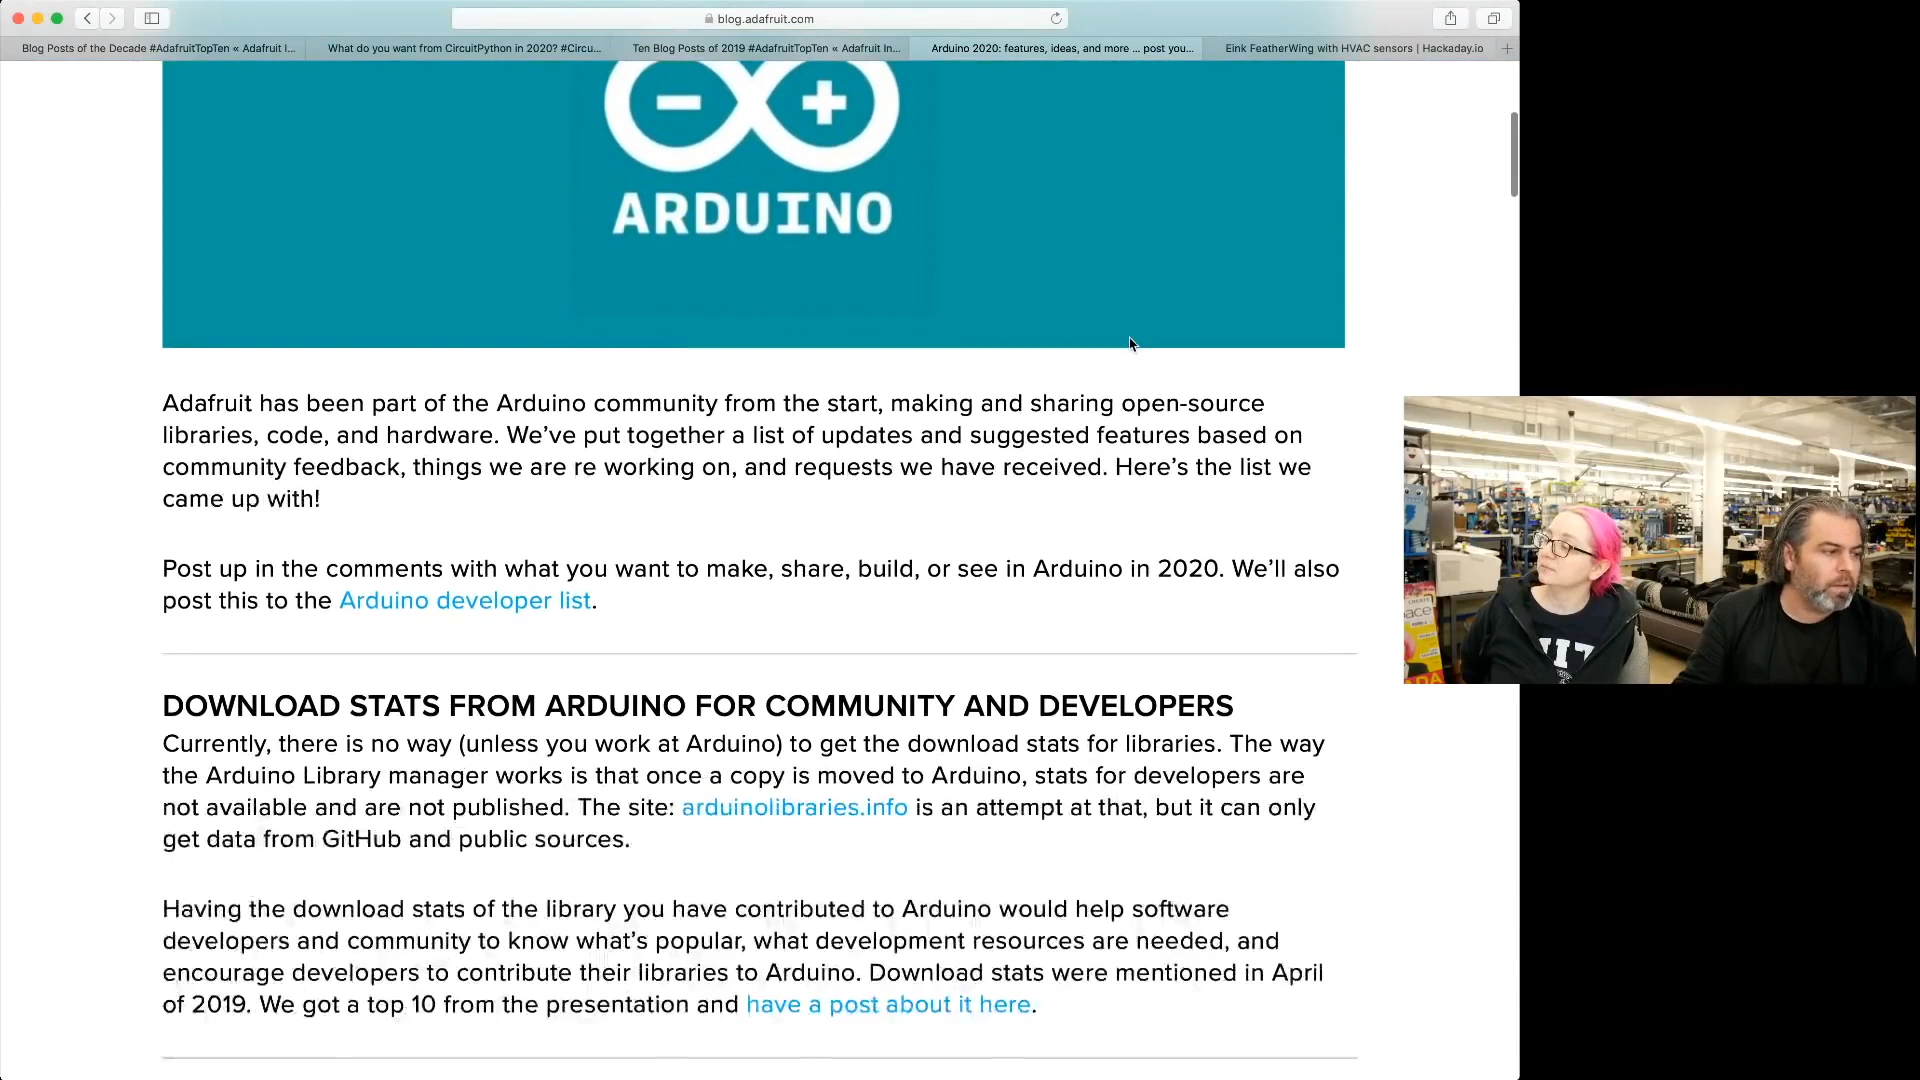 blog.adafruit.com
Blog Posts of the Decade #AdafruitTopTen « Adafruit I...
What do you want from CircuitPython in 2020? #Circu...
Ten Blog Posts of 2019 #AdafruitTopTen « Adafruit In...
Arduino 2020: features, ideas, and more ... post you...
Eink FeatherWing with HVAC sensors | Hackaday.io
ARDUINO
Adafruit has been part of the Arduino community from the start, making and sharing open-source
libraries, code, and hardware. We’ve put together a list of updates and suggested features based on
community feedback, things we are re working on, and requests we have received. Here’s the list we
came up with!
Post up in the comments with what you want to make, share, build, or see in Arduino in 2020. We’ll also
post this to the Arduino developer list.
DOWNLOAD STATS FROM ARDUINO FOR COMMUNITY AND DEVELOPERS
Currently, there is no way (unless you work at Arduino) to get the download stats for libraries. The way
the Arduino Library manager works is that once a copy is moved to Arduino, stats for developers are
not available and are not published. The site: arduinolibraries.info is an attempt at that, but it can only
get data from GitHub and public sources.
Having the download stats of the library you have contributed to Arduino would help software
developers and community to know what’s popular, what development resources are needed, and
encourage developers to contribute their libraries to Arduino. Download stats were mentioned in April
of 2019. We got a top 10 from the presentation and have a post about it here.